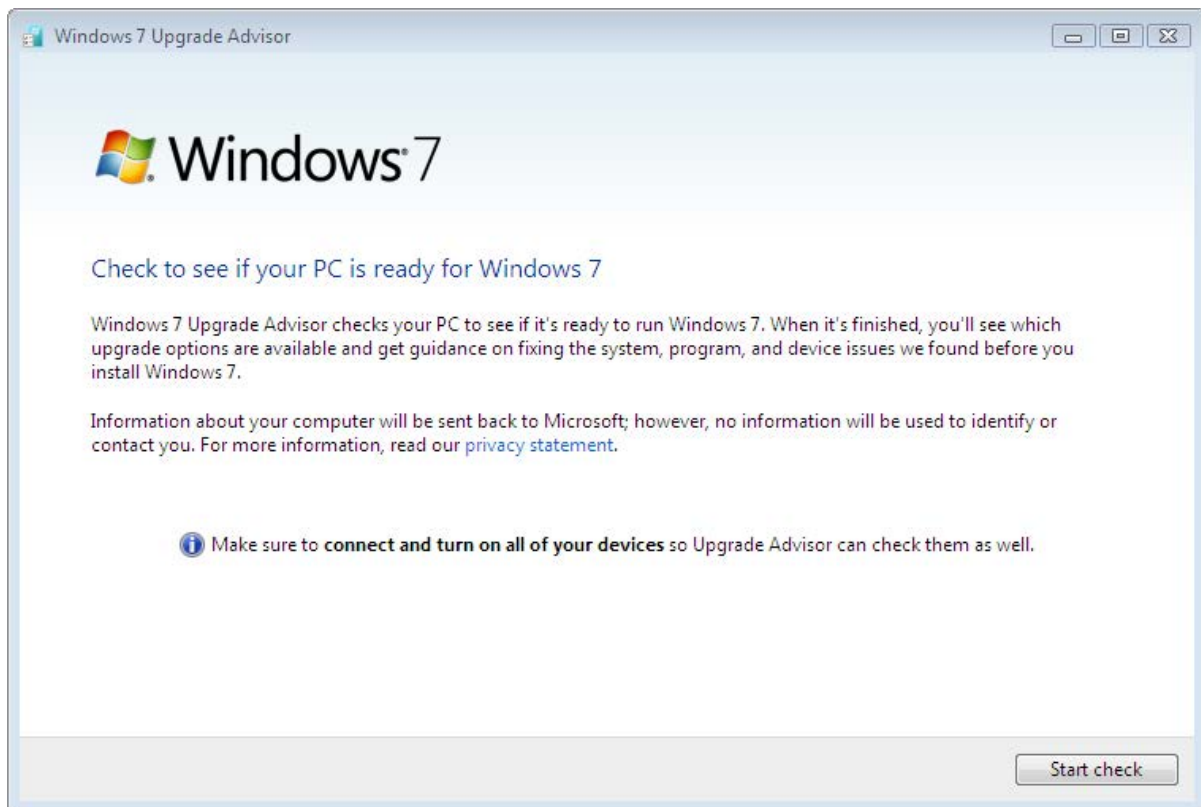 Windows 7 Upgrade Advisor
Windows 7
Check to see if your PC is ready for Windows 7
Windows 7 Upgrade Advisor checks your PC to see if it's ready to run Windows 7. When it's finished, you'll see which
upgrade options are available and get guidance on fixing the system, program, and device issues we found before you
install Windows 7.
Information about your computer will be sent back to Microsoft; however, no information will be used to identify or
contact you. For more information, read our privacy statement.
Make sure to connect and turn on all of your devices so Upgrade Advisor can check them as well.
Start check